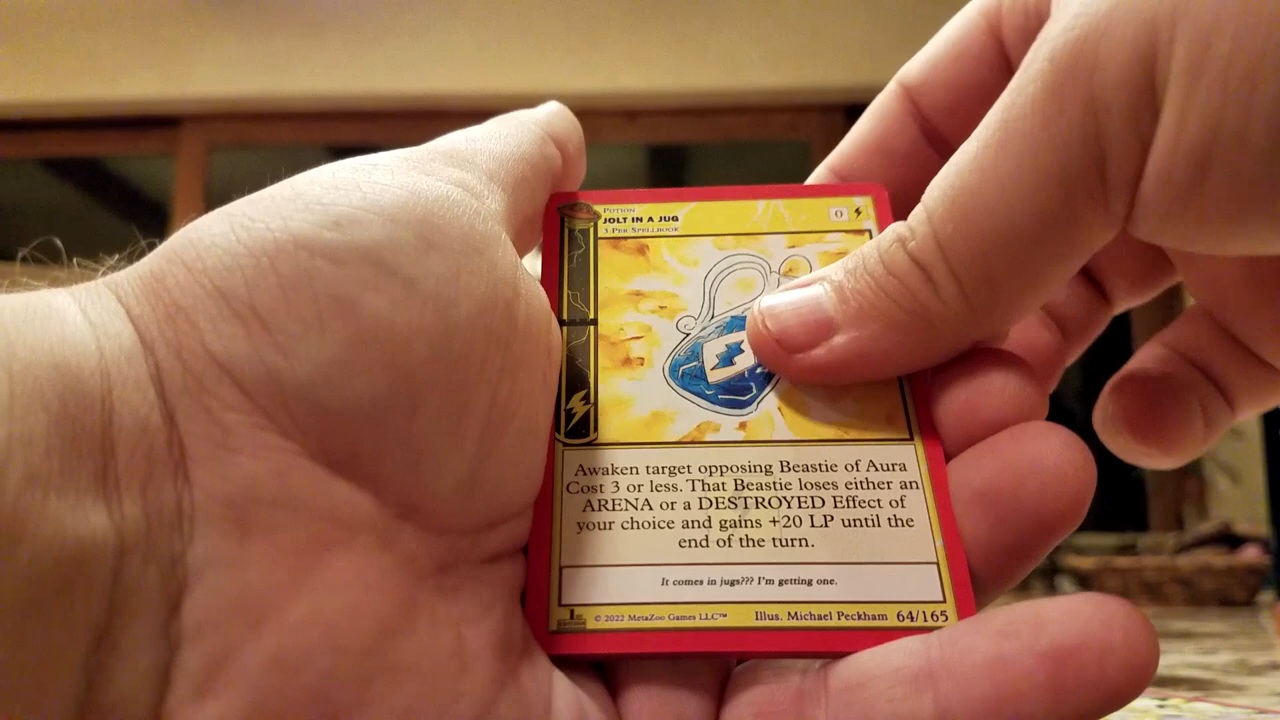 POTION
JOLT IN A JUG
3 PER SPELLBOOK
0
Awaken target opposing Beastie of Aura
Cost 3 or less. That Beastie loses either an
ARENA or a DESTROYED Effect of
your choice and gains +20 LP until the
end of the turn.
It comes in jugs??? I'm getting one.
1st
EDITION
© 2022 MetaZoo Games LLC™
Illus. Michael Peckham 64/165